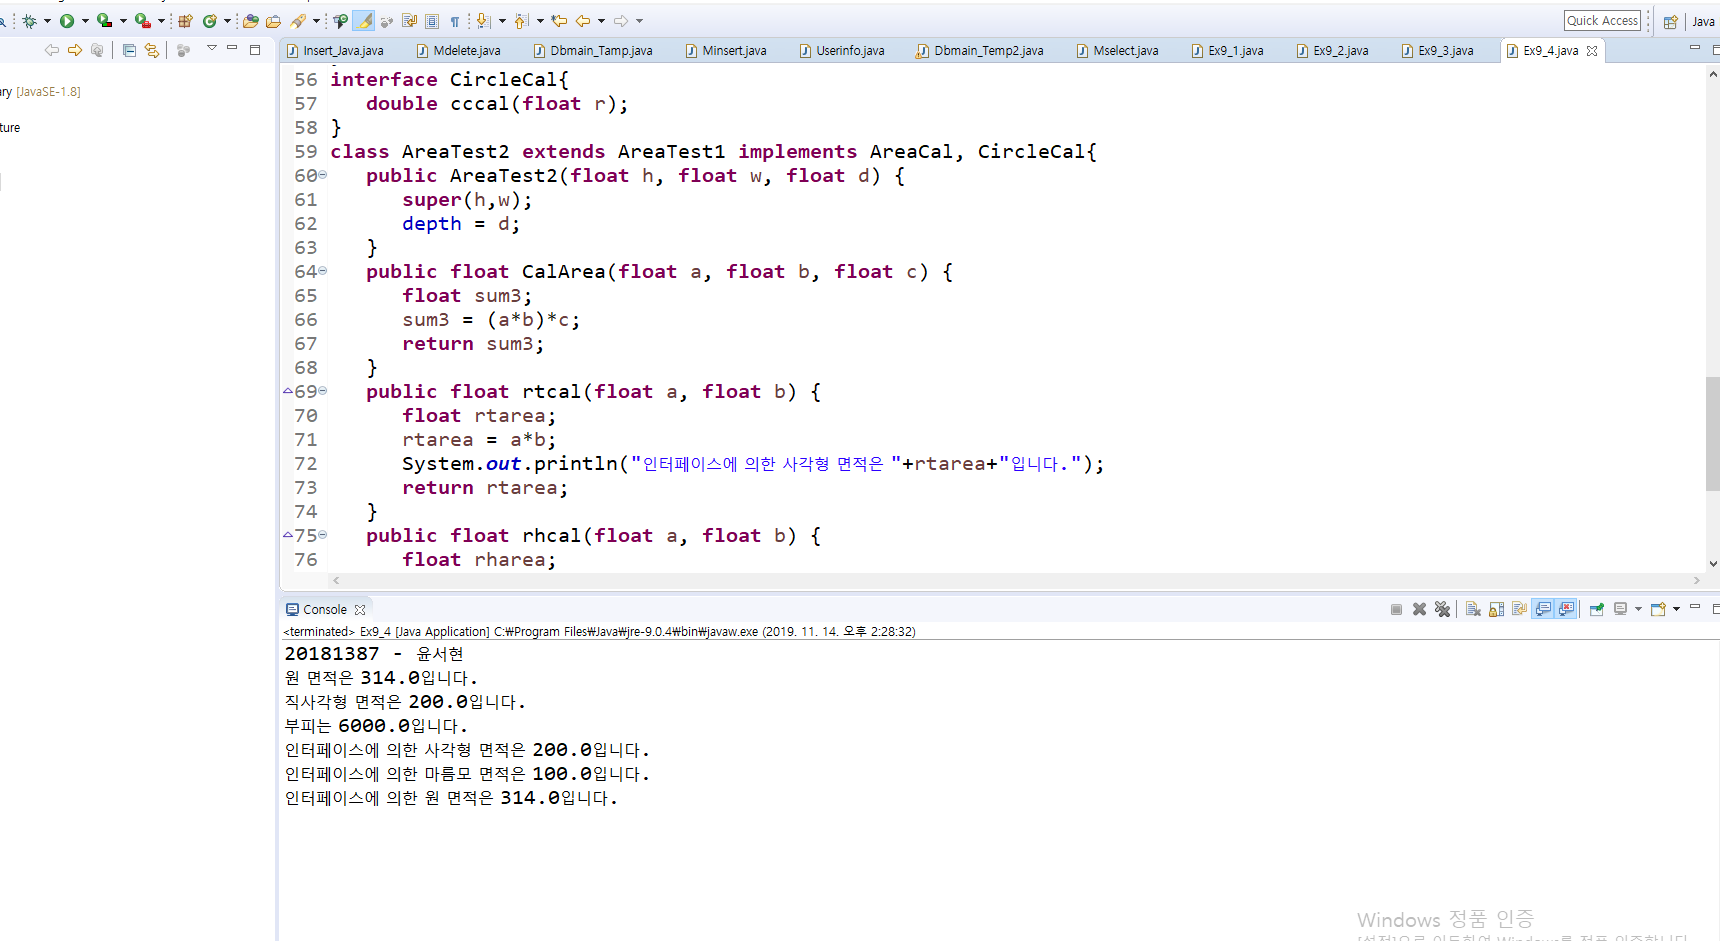 Quick Access
Java
Insert_Java.java Mdelete.java Dbmain_Tamp.java Minsert.java Userinfo.java Dbmain_Temp2.java Mselect.java Ex9_1.java Ex9_2.java Ex9_3.java Ex9_4.java
ry [JavaSE-1.8]
ture
56 interface CircleCal{
57 double cccal(float r);
58 }
59 class AreaTest2 extends AreaTest1 implements AreaCal, CircleCal{
60 public AreaTest2(float h, float w, float d) {
61 super(h,w);
62 depth = d;
63 }
64 public float CalArea(float a, float b, float c) {
65 float sum3;
66 sum3 = (a*b)*c;
67 return sum3;
68 }
69 public float rtcal(float a, float b) {
70 float rtarea;
71 rtarea = a*b;
72 System.out.println("인터페이스에 의한 사각형 면적은 "+rtarea+"입니다.");
73 return rtarea;
74 }
75 public float rhcal(float a, float b) {
76 float rharea;
Console
<terminated> Ex9_4 [Java Application] C:₩Program Files₩Java₩jre-9.0.4₩bin₩javaw.exe (2019. 11. 14. 오후 2:28:32)
20181387 - 윤서현
원 면적은 314.0입니다.
직사각형 면적은 200.0입니다.
부피는 6000.0입니다.
인터페이스에 의한 사각형 면적은 200.0입니다.
인터페이스에 의한 마름모 면적은 100.0입니다.
인터페이스에 의한 원 면적은 314.0입니다.
Windows 정품 인증